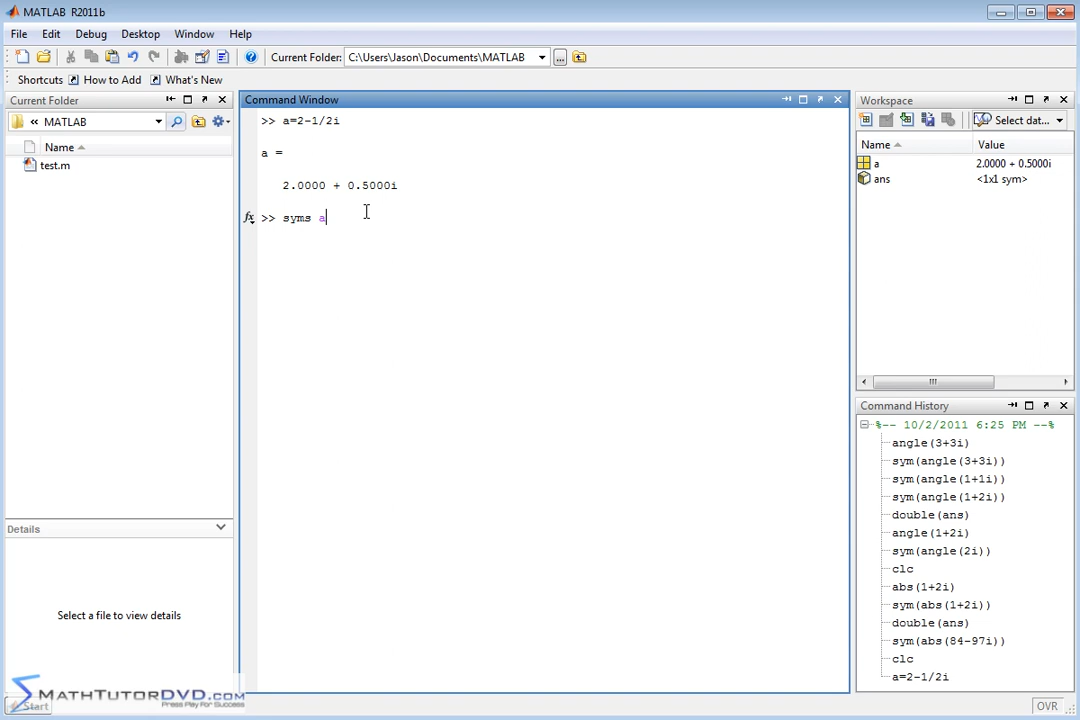 MATLAB R2011b
File Edit Debug Desktop Window Help
Current Folder: C:\Users\Jason\Documents\MATLAB ...
Shortcuts How to Add What's New
Current Folder
« MATLAB
Name
test.m
Details
Select a file to view details
Command Window
>> a=2-1/2i
a =
2.0000 + 0.5000i
fx >> syms a
Workspace
Select dat...
Name Value
a 2.0000 + 0.5000i
ans <1x1 sym>
Command History
%-- 10/2/2011 6:25 PM --%
angle(3+3i)
sym(angle(3+3i))
sym(angle(1+1i))
sym(angle(1+2i))
double(ans)
angle(1+2i)
sym(angle(2i))
clc
abs(1+2i)
sym(abs(1+2i))
double(ans)
sym(abs(84-97i))
clc
a=2-1/2i
MATHTUTORDVD.COM
Press Play For Success
Start
OVR